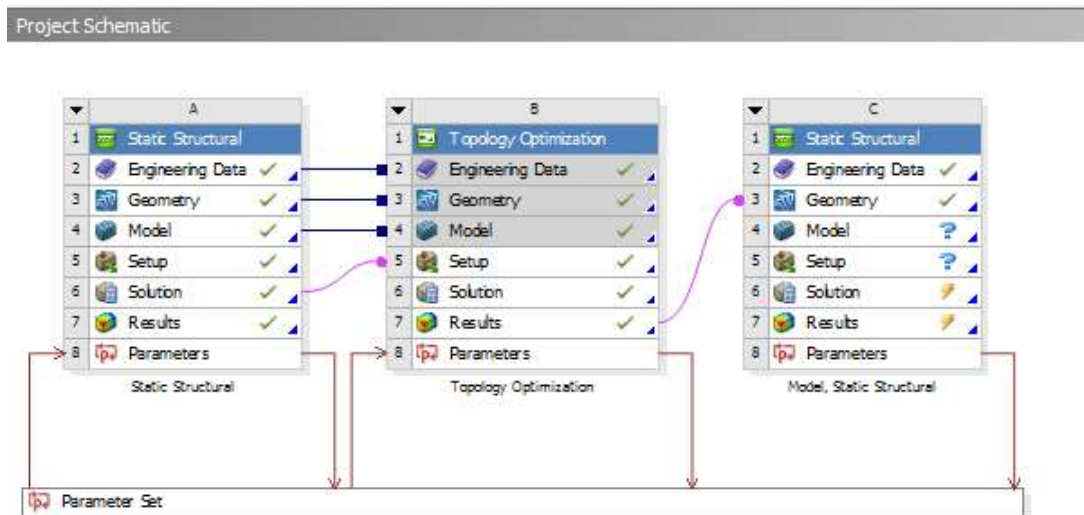 Project Schematic
A
1 Static Structural
2 Engineering Data
3 Geometry
4 Model
5 Setup
6 Solution
7 Results
8 Parameters
Static Structural
B
1 Topology Optimization
2 Engineering Data
3 Geometry
4 Model
5 Setup
6 Solution
7 Results
8 Parameters
Topology Optimization
C
1 Static Structural
2 Engineering Data
3 Geometry
4 Model ?
5 Setup ?
6 Solution
7 Results
8 Parameters
Model, Static Structural
Parameter Set